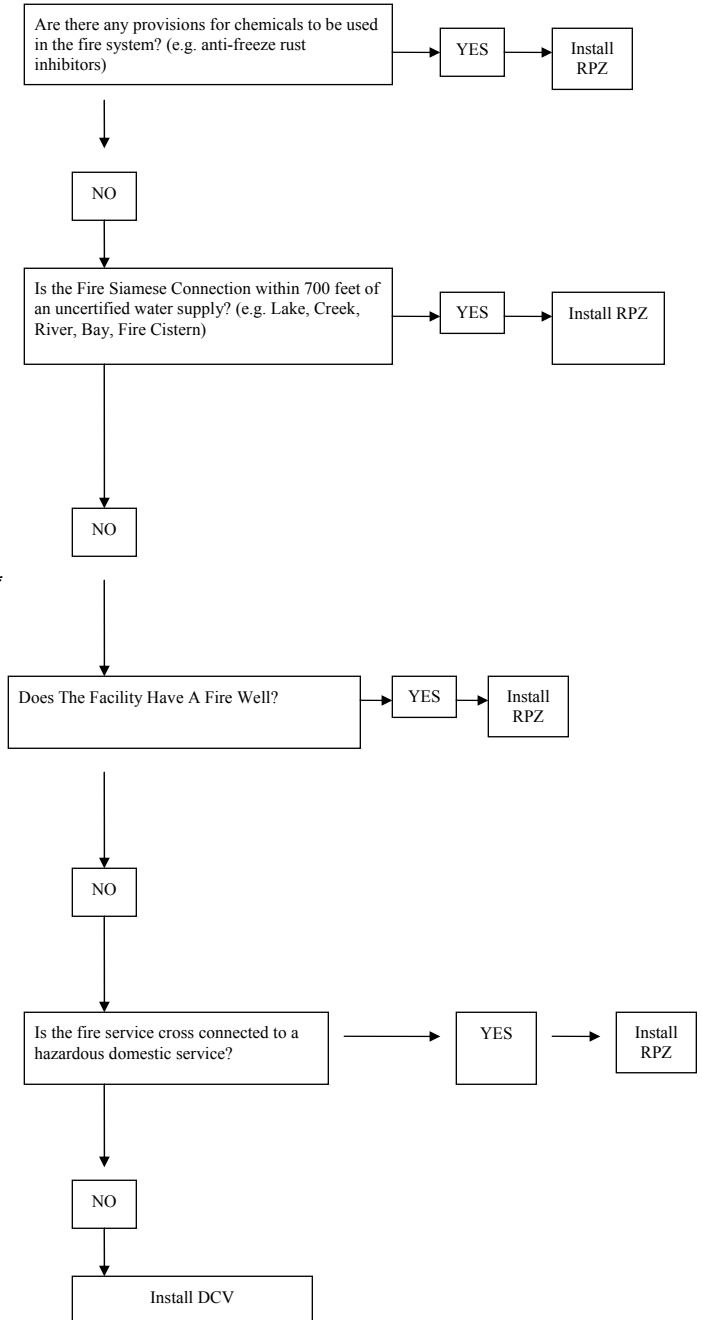 Are there any provisions for chemicals to be used
in the fire system? (e.g. anti-freeze rust
inhibitors)
YES
Install
RPZ
NO
Is the Fire Siamese Connection within 700 feet of
an uncertified water supply? (e.g. Lake, Creek,
River, Bay, Fire Cistern)
YES
Install RPZ
NO
Does The Facility Have A Fire Well?
YES
Install
RPZ
NO
Is the fire service cross connected to a
hazardous domestic service?
YES
Install
RPZ
NO
Install DCV